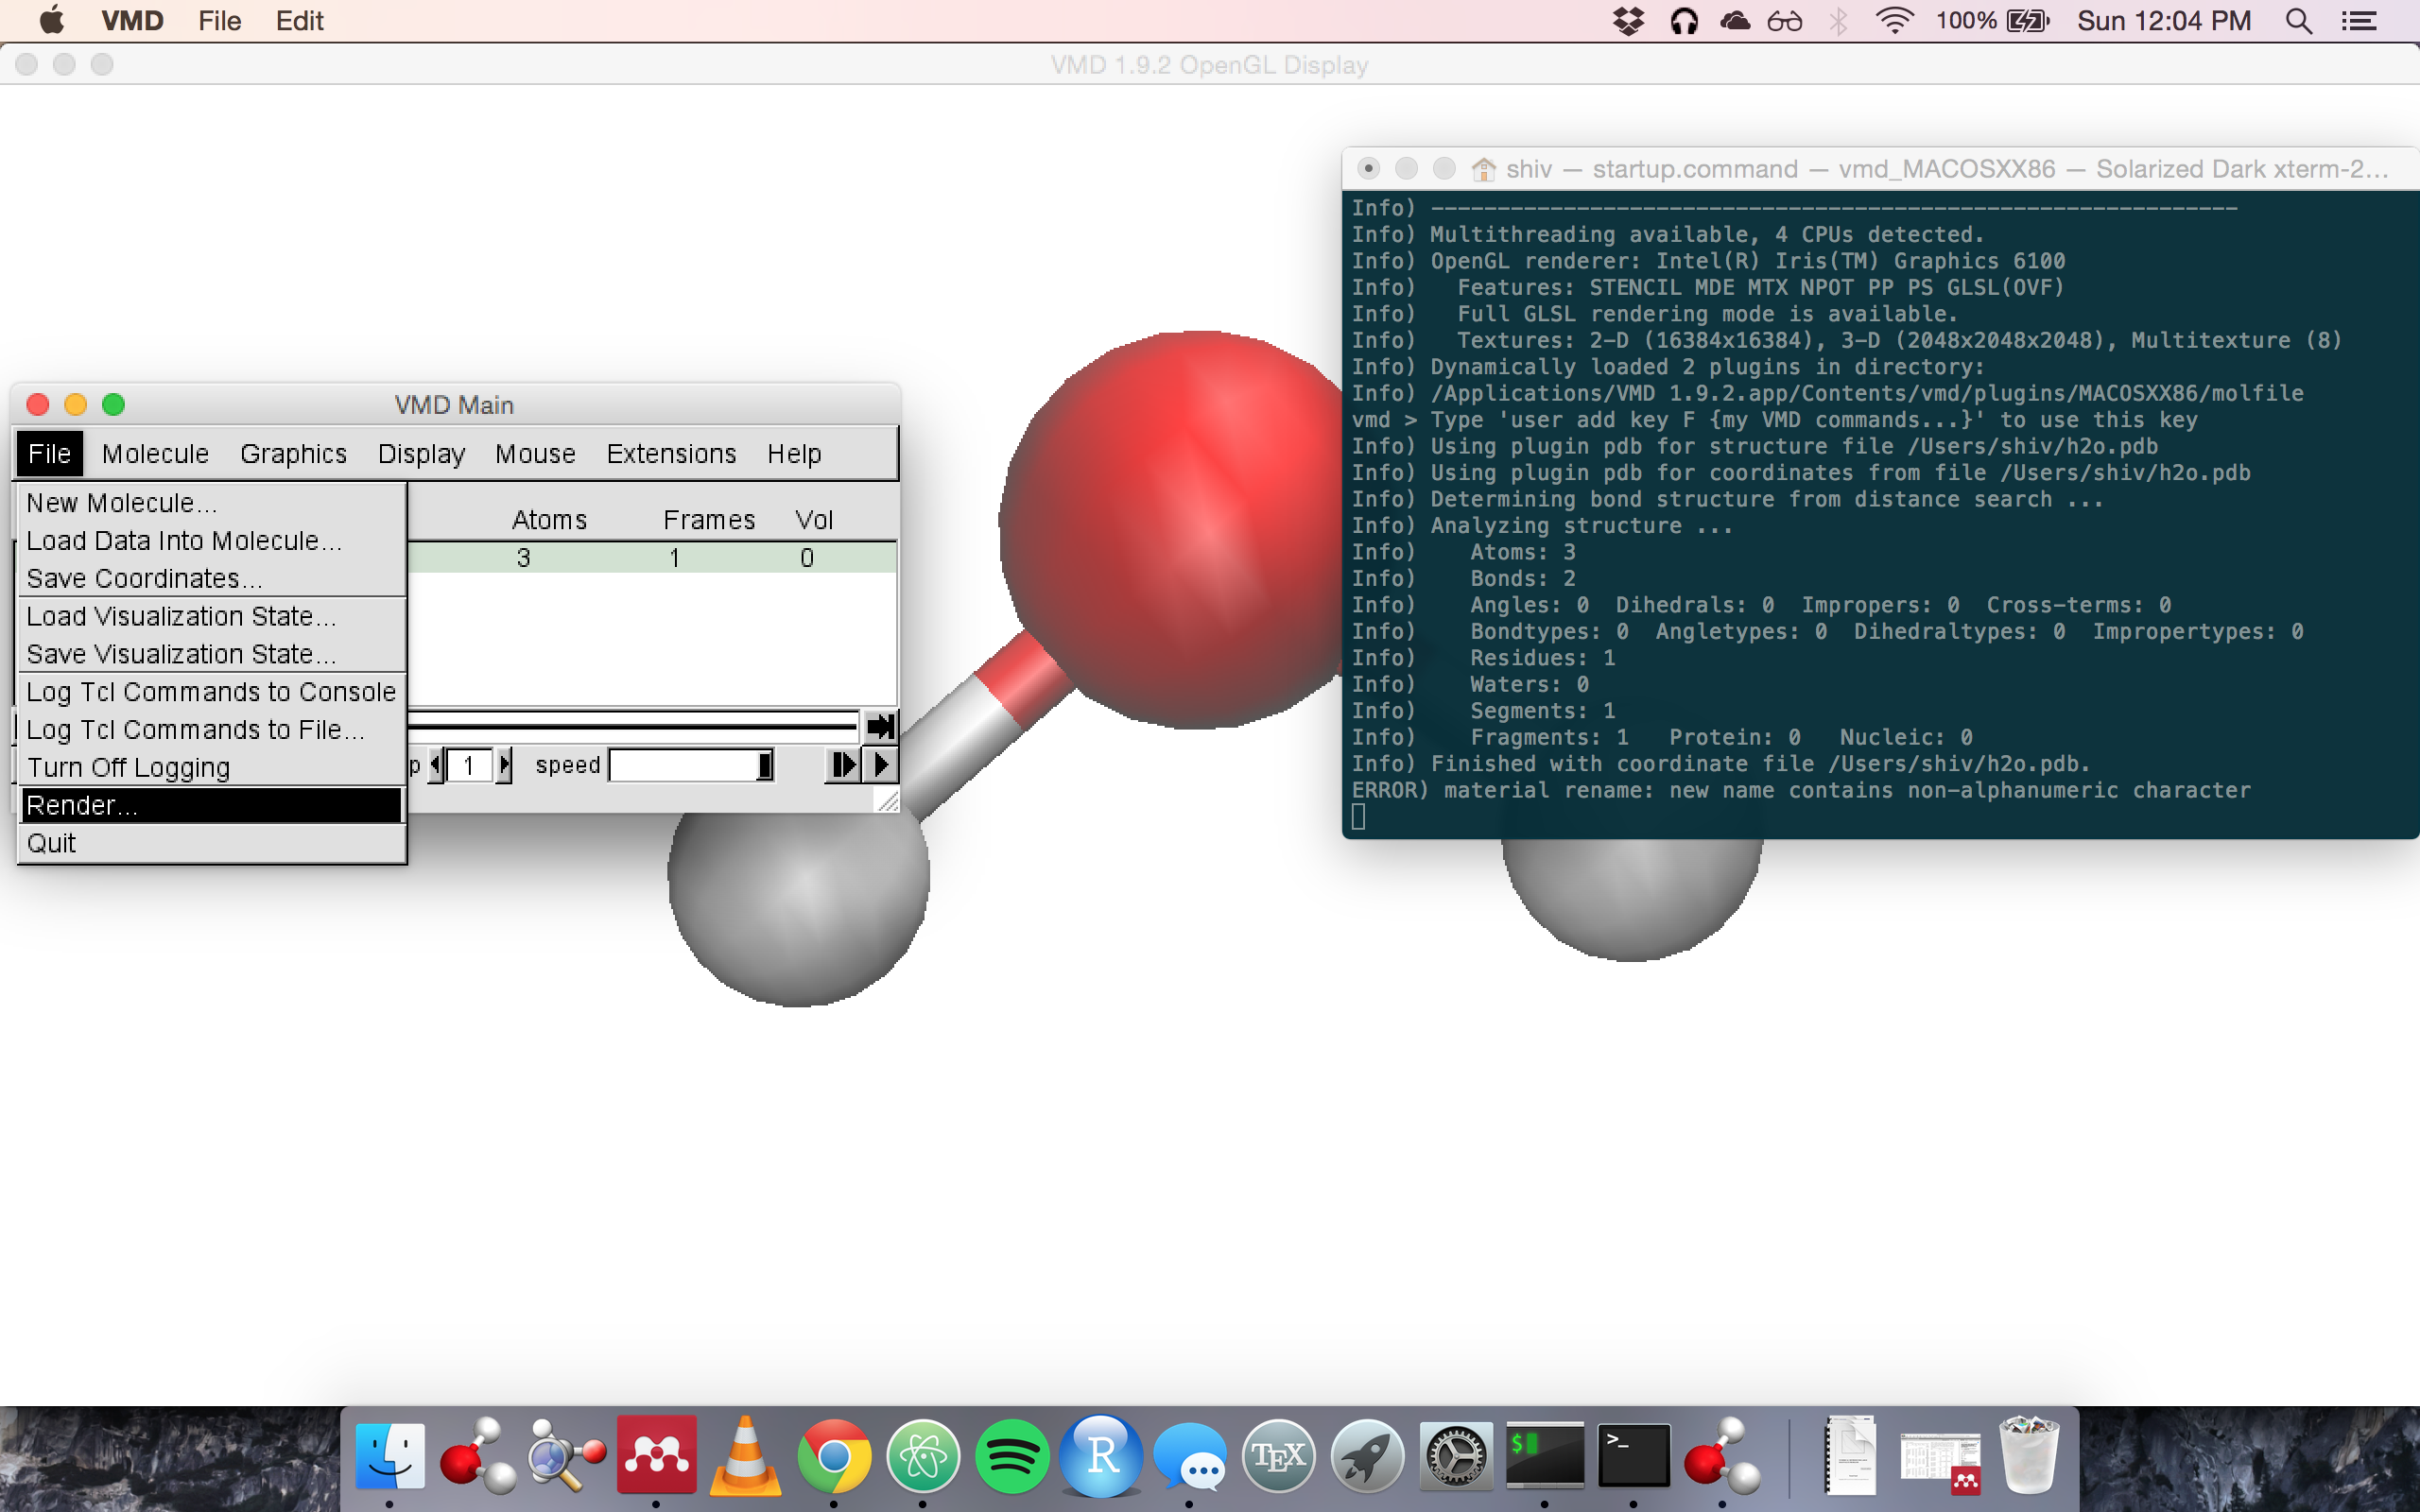 VMD File Edit 100% Sun 12:04 PM
VMD 1.9.2 OpenGL Display
shiv — startup.command — vmd_MACOSXX86 — Solarized Dark xterm-2...
Info) -------------------------------------------------------------
Info) Multithreading available, 4 CPUs detected.
Info) OpenGL renderer: Intel(R) Iris(TM) Graphics 6100
Info)   Features: STENCIL MDE MTX NPOT PP PS GLSL(OVF)
Info)   Full GLSL rendering mode is available.
Info)   Textures: 2-D (16384x16384), 3-D (2048x2048x2048), Multitexture (8)
Info) Dynamically loaded 2 plugins in directory:
Info) /Applications/VMD 1.9.2.app/Contents/vmd/plugins/MACOSXX86/molfile
vmd > Type 'user add key F {my VMD commands...}' to use this key
Info) Using plugin pdb for structure file /Users/shiv/h2o.pdb
Info) Using plugin pdb for coordinates from file /Users/shiv/h2o.pdb
Info) Determining bond structure from distance search ...
Info) Analyzing structure ...
Info)    Atoms: 3
Info)    Bonds: 2
Info)    Angles: 0  Dihedrals: 0  Impropers: 0  Cross-terms: 0
Info)    Bondtypes: 0  Angletypes: 0  Dihedraltypes: 0  Impropertypes: 0
Info)    Residues: 1
Info)    Waters: 0
Info)    Segments: 1
Info)    Fragments: 1   Protein: 0   Nucleic: 0
Info) Finished with coordinate file /Users/shiv/h2o.pdb.
ERROR) material rename: new name contains non-alphanumeric character
VMD Main
File Molecule Graphics Display Mouse Extensions Help
Atoms Frames Vol
3 1 0
New Molecule...
Load Data Into Molecule...
Save Coordinates...
Load Visualization State...
Save Visualization State...
Log Tcl Commands to Console
Log Tcl Commands to File...
Turn Off Logging
Render...
Quit
p 1 speed
R TEX $ >_